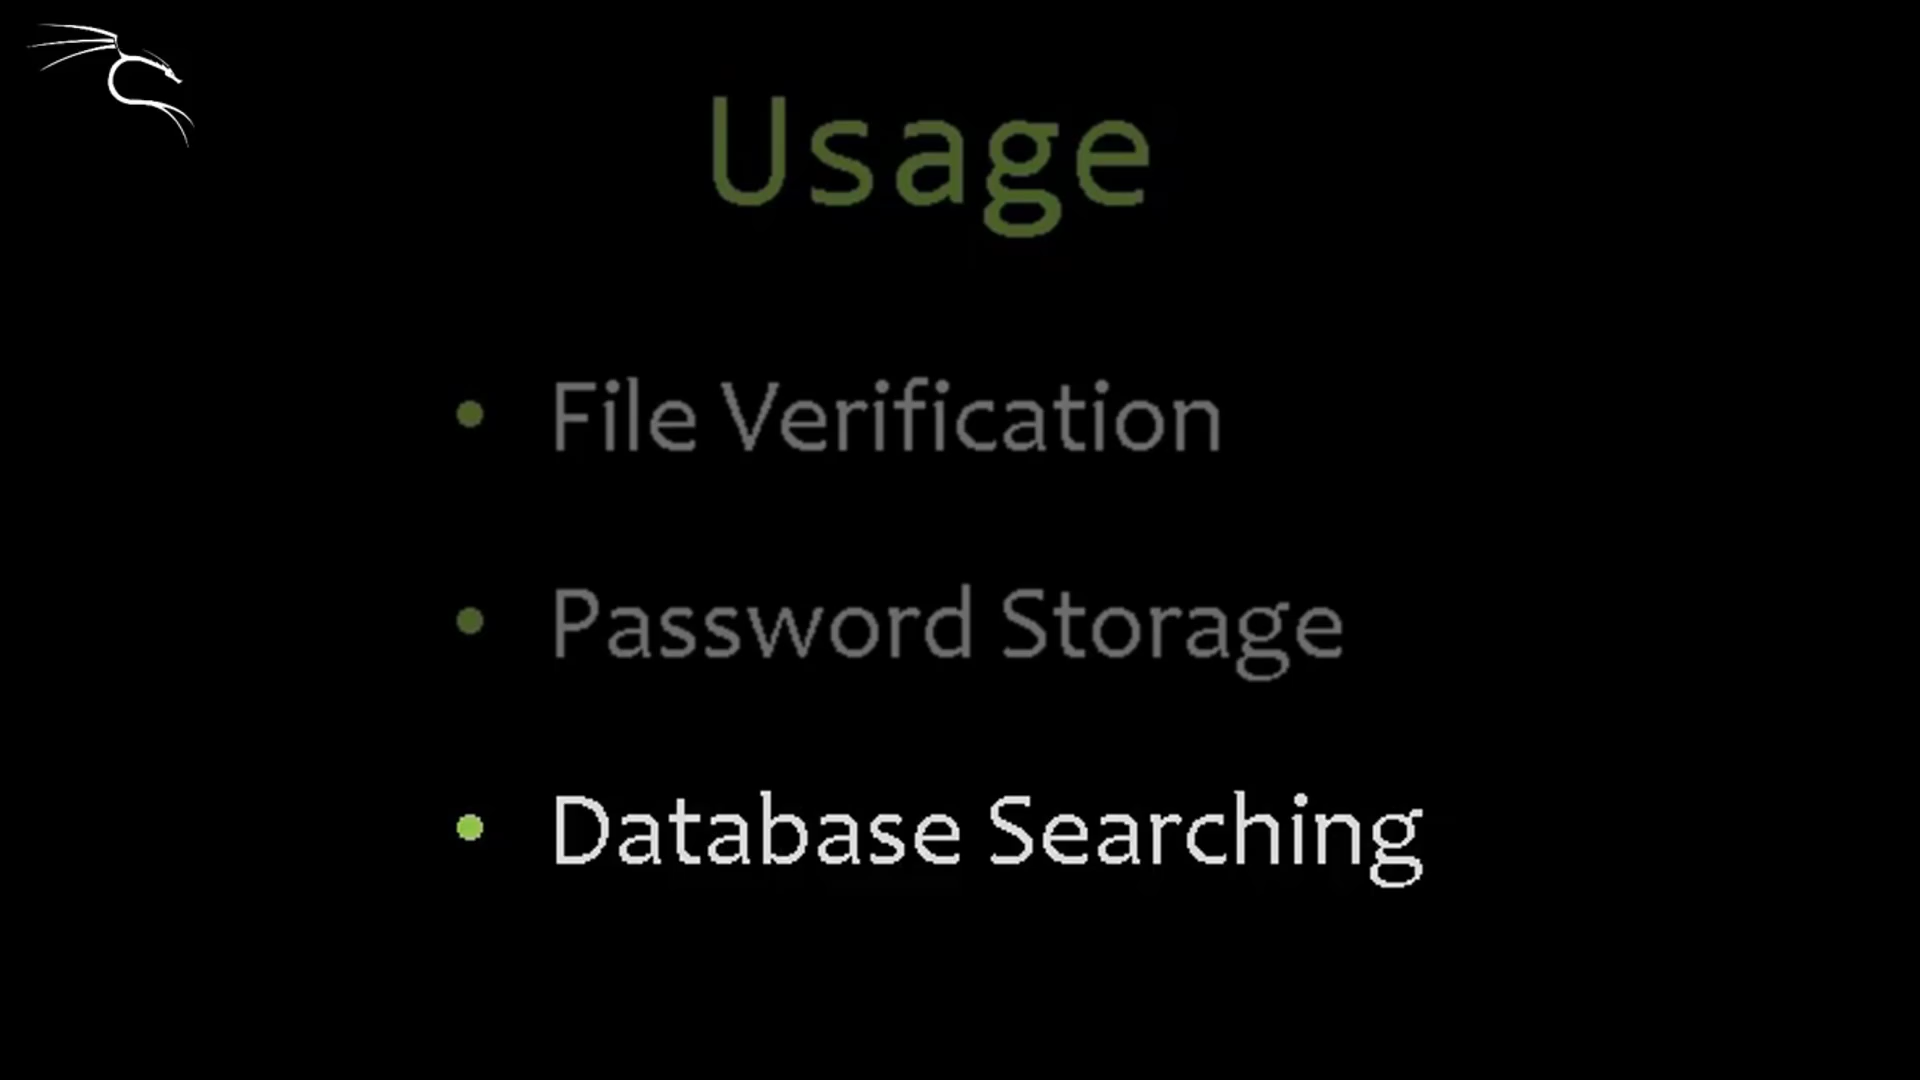 Usage
• File Verification
• Password Storage
• Database Searching